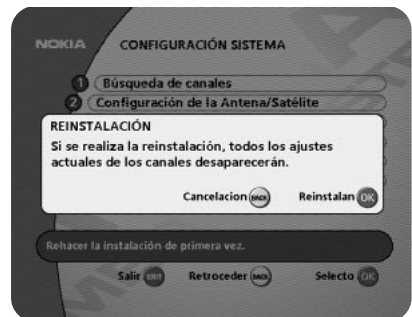 NOKIA
CONFIGURACIÓN SISTEMA
1 Búsqueda de canales
2 Configuración de la Antena/Satélite
REINSTALACIÓN
Si se realiza la reinstalación, todos los ajustes
actuales de los canales desaparecerán.
Cancelacion BACK Reinstalan OK
Rehacer la instalación de primera vez.
Salir EXIT Retroceder BACK Selecto OK